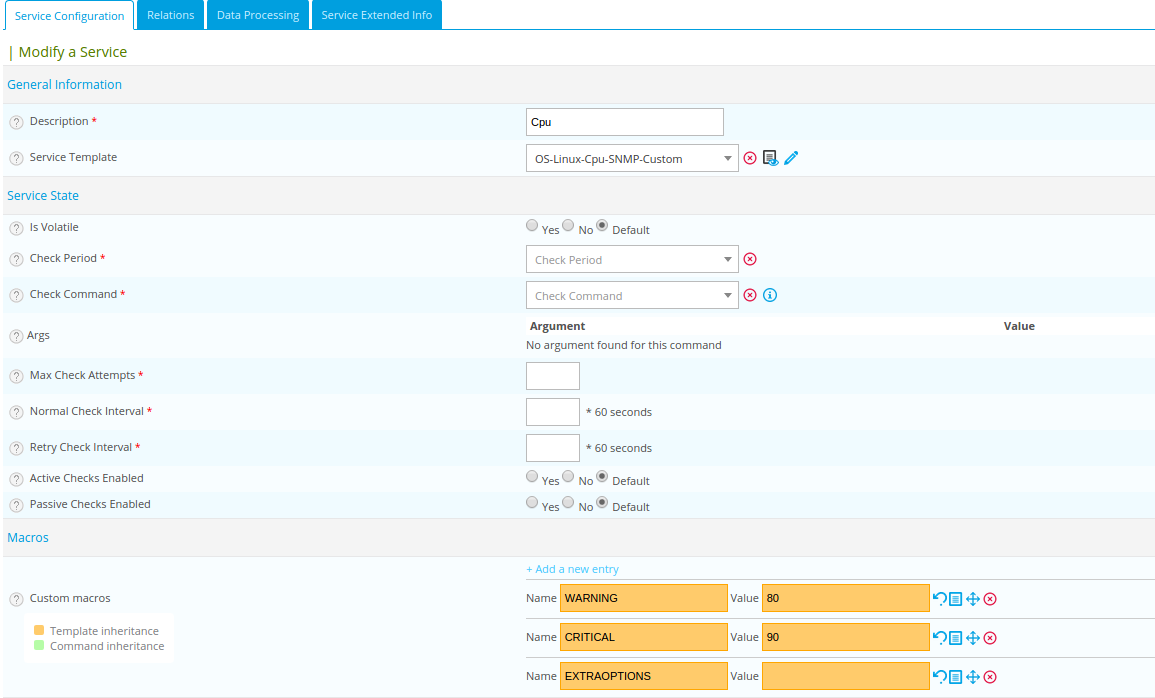 Service Configuration Relations Data Processing Service Extended Info
Modify a Service
General Information
? Description * Cpu
? Service Template OS-Linux-Cpu-SNMP-Custom
Service State
? Is Volatile Yes No Default
? Check Period * Check Period
? Check Command * Check Command
Argument Value
? Args
No argument found for this command
? Max Check Attempts *
? Normal Check Interval * * 60 seconds
? Retry Check Interval * * 60 seconds
? Active Checks Enabled Yes No Default
? Passive Checks Enabled Yes No Default
Macros
+ Add a new entry
? Custom macros Name WARNING Value 80
Template inheritance
Name CRITICAL Value 90
Command inheritance
Name EXTRAOPTIONS Value